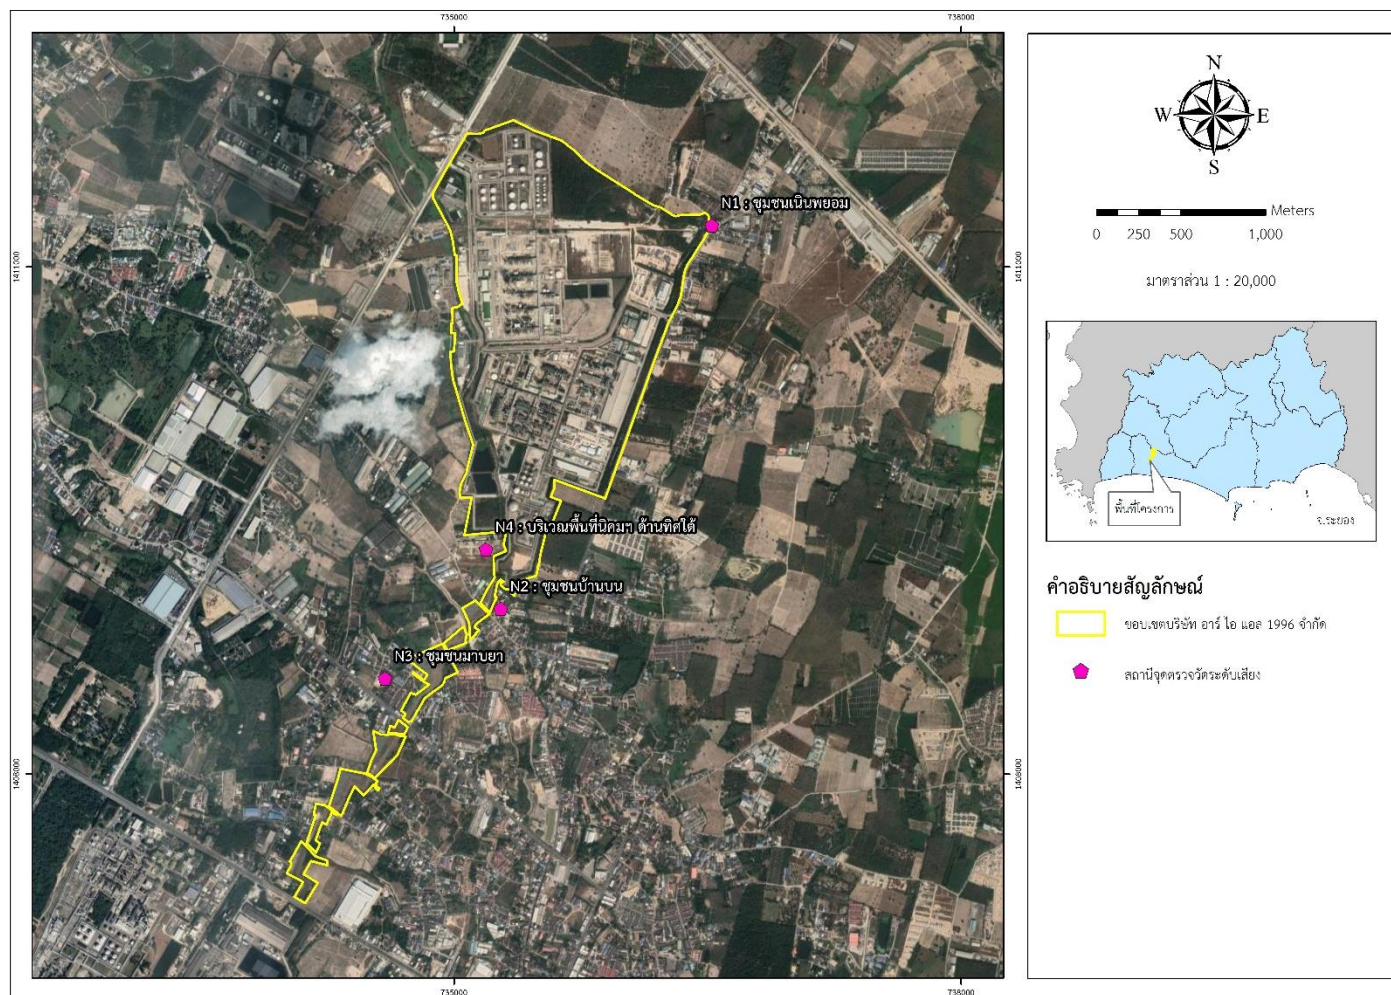 735000
738000
1411000
1411000
1408000
1408000
735000
738000
N1 : ชุมชนเนินพยอม
N4 : บริเวณพื้นที่นิคมฯ ด้านทิศใต้
N2 : ชุมชนบ้านบน
N3 : ชุมชนมาบยา
N
W
E
S
Meters
0 250 500 1,000
มาตราส่วน 1 : 20,000
พื้นที่โครงการ
จ.ระยอง
คำอธิบายสัญลักษณ์
ขอบเขตบริษัท อาร์ ไอ แอล 1996 จำกัด
สถานีจุดตรวจวัดระดับเสียง